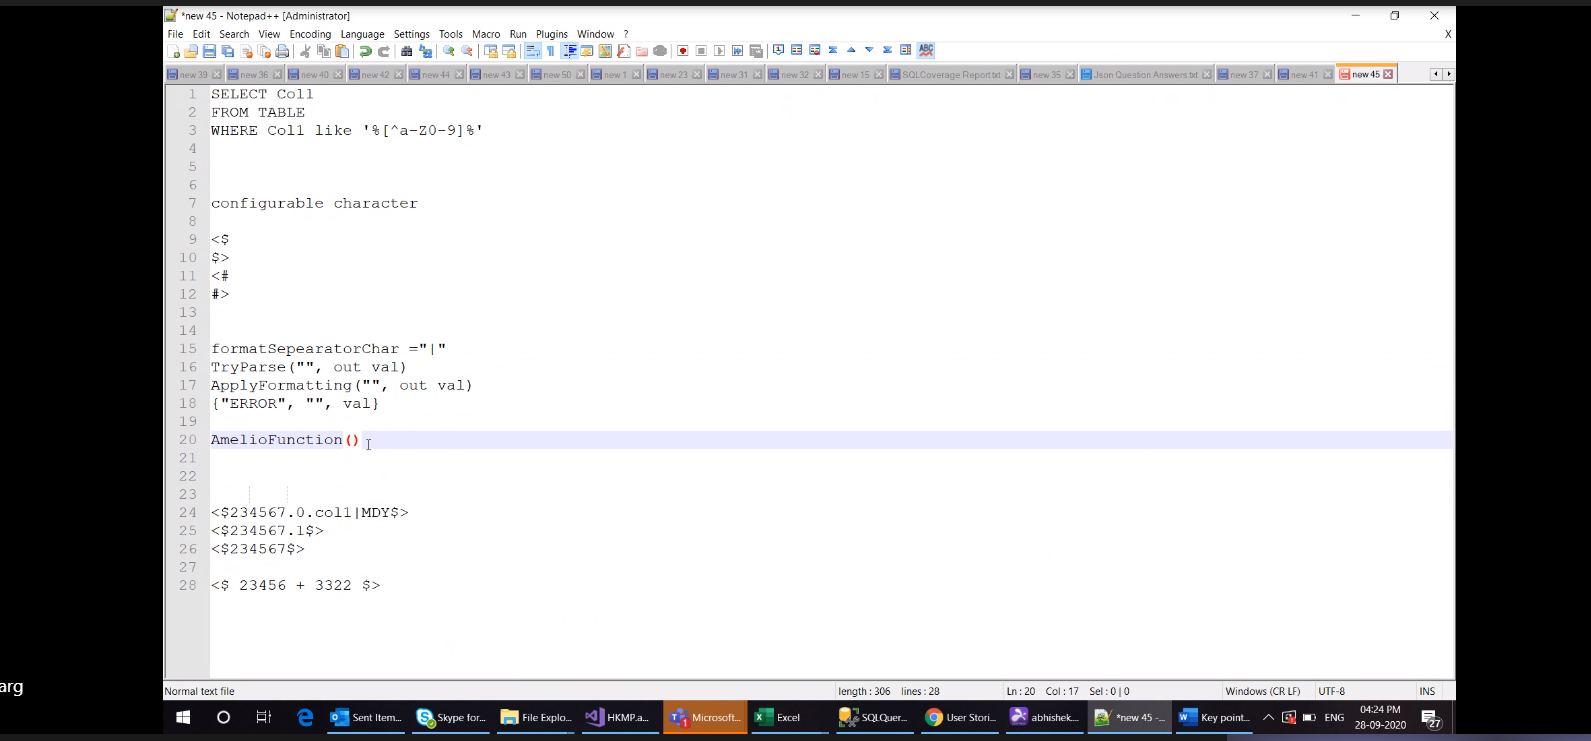 *new 45 - Notepad++ [Administrator]
File Edit Search View Encoding Language Settings Tools Macro Run Plugins Window ? X
new 39 new 36 new 40 new 42 new 44 new 43 new 50 new 1 new 23 new 31 new 32 new 15 SQLCoverage Report.txt new 35 Json Question Answers.txt new 37 new 41 new 45
1 SELECT Col1
2 FROM TABLE
3 WHERE Col1 like '%[^a-Z0-9]%'
4
5
6
7 configurable character
8
9 <$
10 $>
11 <#
12 #>
13
14
15 formatSepearatorChar ="|"
16 TryParse("", out val)
17 ApplyFormatting("", out val)
18 {"ERROR", "", val}
19
20 AmelioFunction()
21
22
23
24 <$234567.0.col1|MDY$>
25 <$234567.1$>
26 <$234567$>
27
28 <$ 23456 + 3322 $>
arg
Normal text file length : 306 lines : 28 Ln : 20 Col : 17 Sel : 0 | 0 Windows (CR LF) UTF-8 INS
Sent Item... Skype for... File Explo... HKMP.a... Microsoft... Excel SQLQuer... User Stori... abhishek... *new 45 -... Key point... ENG 04:24 PM
28-09-2020 27